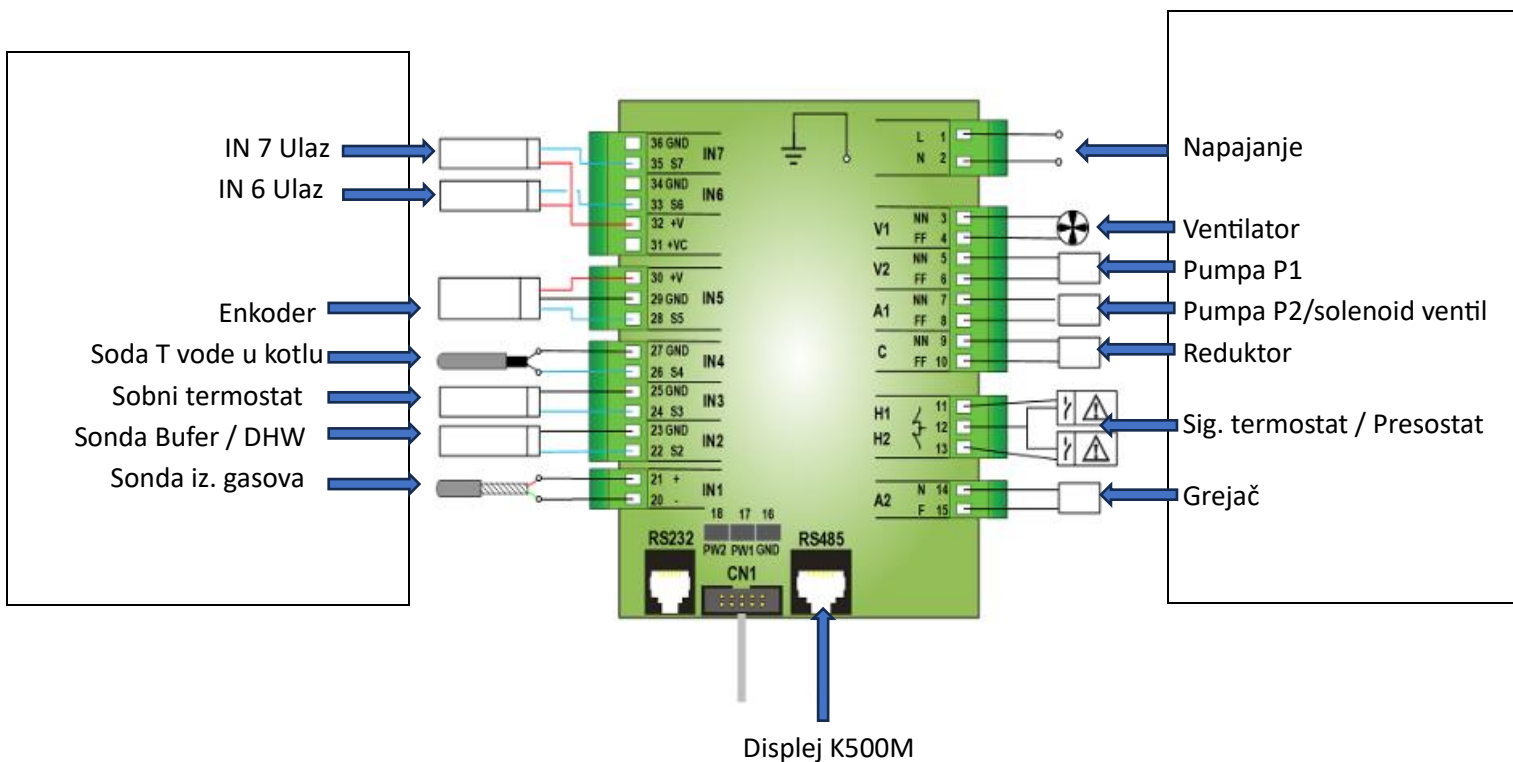 IN 7 Ulaz
IN 6 Ulaz
Enkoder
Soda T vode u kotlu
Sobni termostat
Sonda Bufer / DHW
Sonda iz. gasova
36 GND
35 S7
IN7
34 GND
33 S6
IN6
32 +V
31 +VC
30 +V
29 GND
28 S5
IN5
27 GND
26 S4
IN4
25 GND
24 S3
IN3
23 GND
22 S2
IN2
21 +
20 -
IN1
18 17 16
PW2 PW1 GND
RS232
CN1
RS485
L 1
N 2
V1
NN 3
FF 4
V2
NN 5
FF 6
A1
NN 7
FF 8
C
NN 9
FF 10
H1
H2
11
12
13
A2
N 14
F 15
Napajanje
Ventilator
Pumpa P1
Pumpa P2/solenoid ventil
Reduktor
Sig. termostat / Presostat
Grejač
Displej K500M